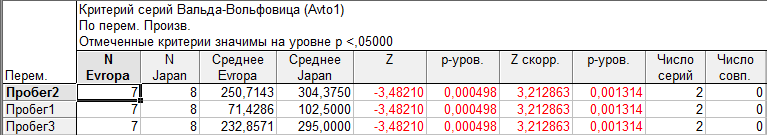 Критерий серий Вальда-Вольфовица (Avto1)
По перем. Произв.
Отмеченные критерии значимы на уровне p <,05000
Перем. N Evropa N Japan Среднее Evropa Среднее Japan Z p-уров. Z скорр. p-уров. Число серий Число совп.
Пробег2 7 8 250,7143 304,3750 -3,48210 0,000498 3,212863 0,001314 2 0
Пробег1 7 8 71,4286 102,5000 -3,48210 0,000498 3,212863 0,001314 2 0
Пробег3 7 8 232,8571 295,0000 -3,48210 0,000498 3,212863 0,001314 2 0